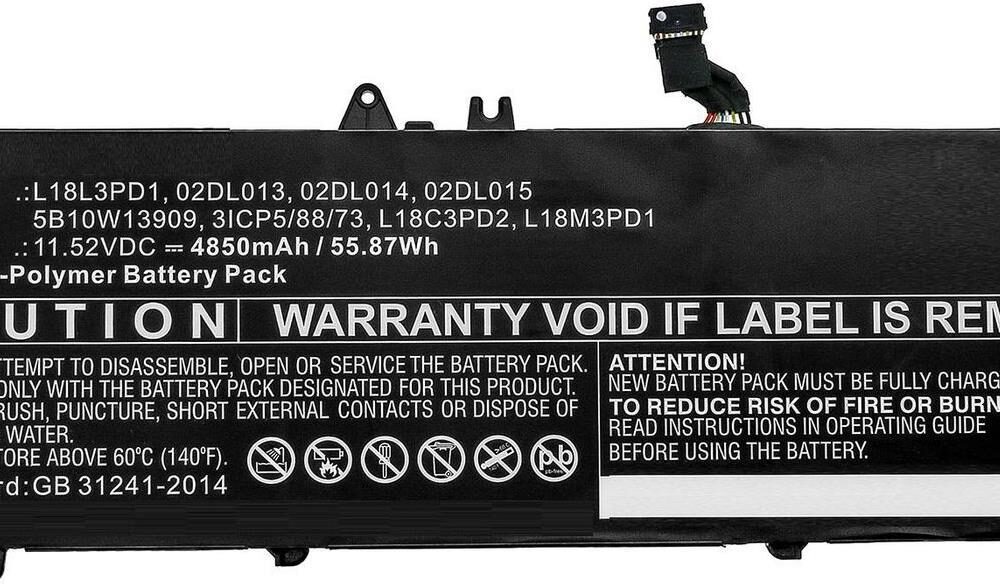 .:L18L3PD1, 02DL013, 02DL014, 02DL015
5B10W13909, 3ICP5/88/73, L18C3PD2, L18M3PD1
.:11.52VDC ⎓ 4850mAh / 55.87Wh
-Polymer Battery Pack
UTION
WARRANTY VOID IF LABEL IS REM
TTEMPT TO DISASSEMBLE, OPEN OR SERVICE THE BATTERY PACK.
ONLY WITH THE BATTERY PACK DESIGNATED FOR THIS PRODUCT.
RUSH, PUNCTURE, SHORT EXTERNAL CONTACTS OR DISPOSE OF
WATER.
TORE ABOVE 60°C (140°F).
rd:GB 31241-2014
pb
pb-free
ATTENTION!
NEW BATTERY PACK MUST BE FULLY CHARG
TO REDUCE RISK OF FIRE OR BURN
READ INSTRUCTIONS IN OPERATING GUIDE
BEFORE USING THE BATTERY.